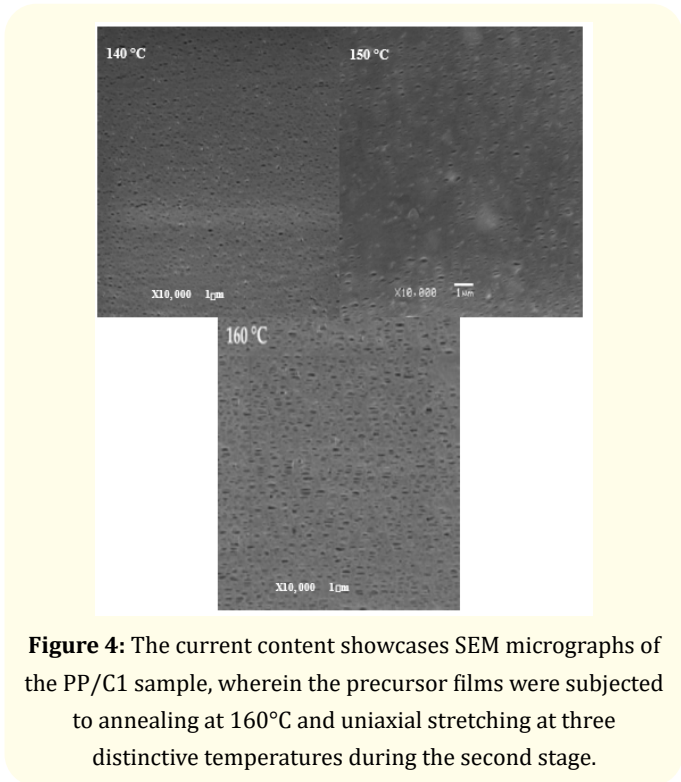 140 °C
150 °C
X10,000 1▯m
X10,000 1µm
160 °C
X10,000 1▯m
Figure 4: The current content showcases SEM micrographs of
the PP/C1 sample, wherein the precursor films were subjected
to annealing at 160°C and uniaxial stretching at three
distinctive temperatures during the second stage.